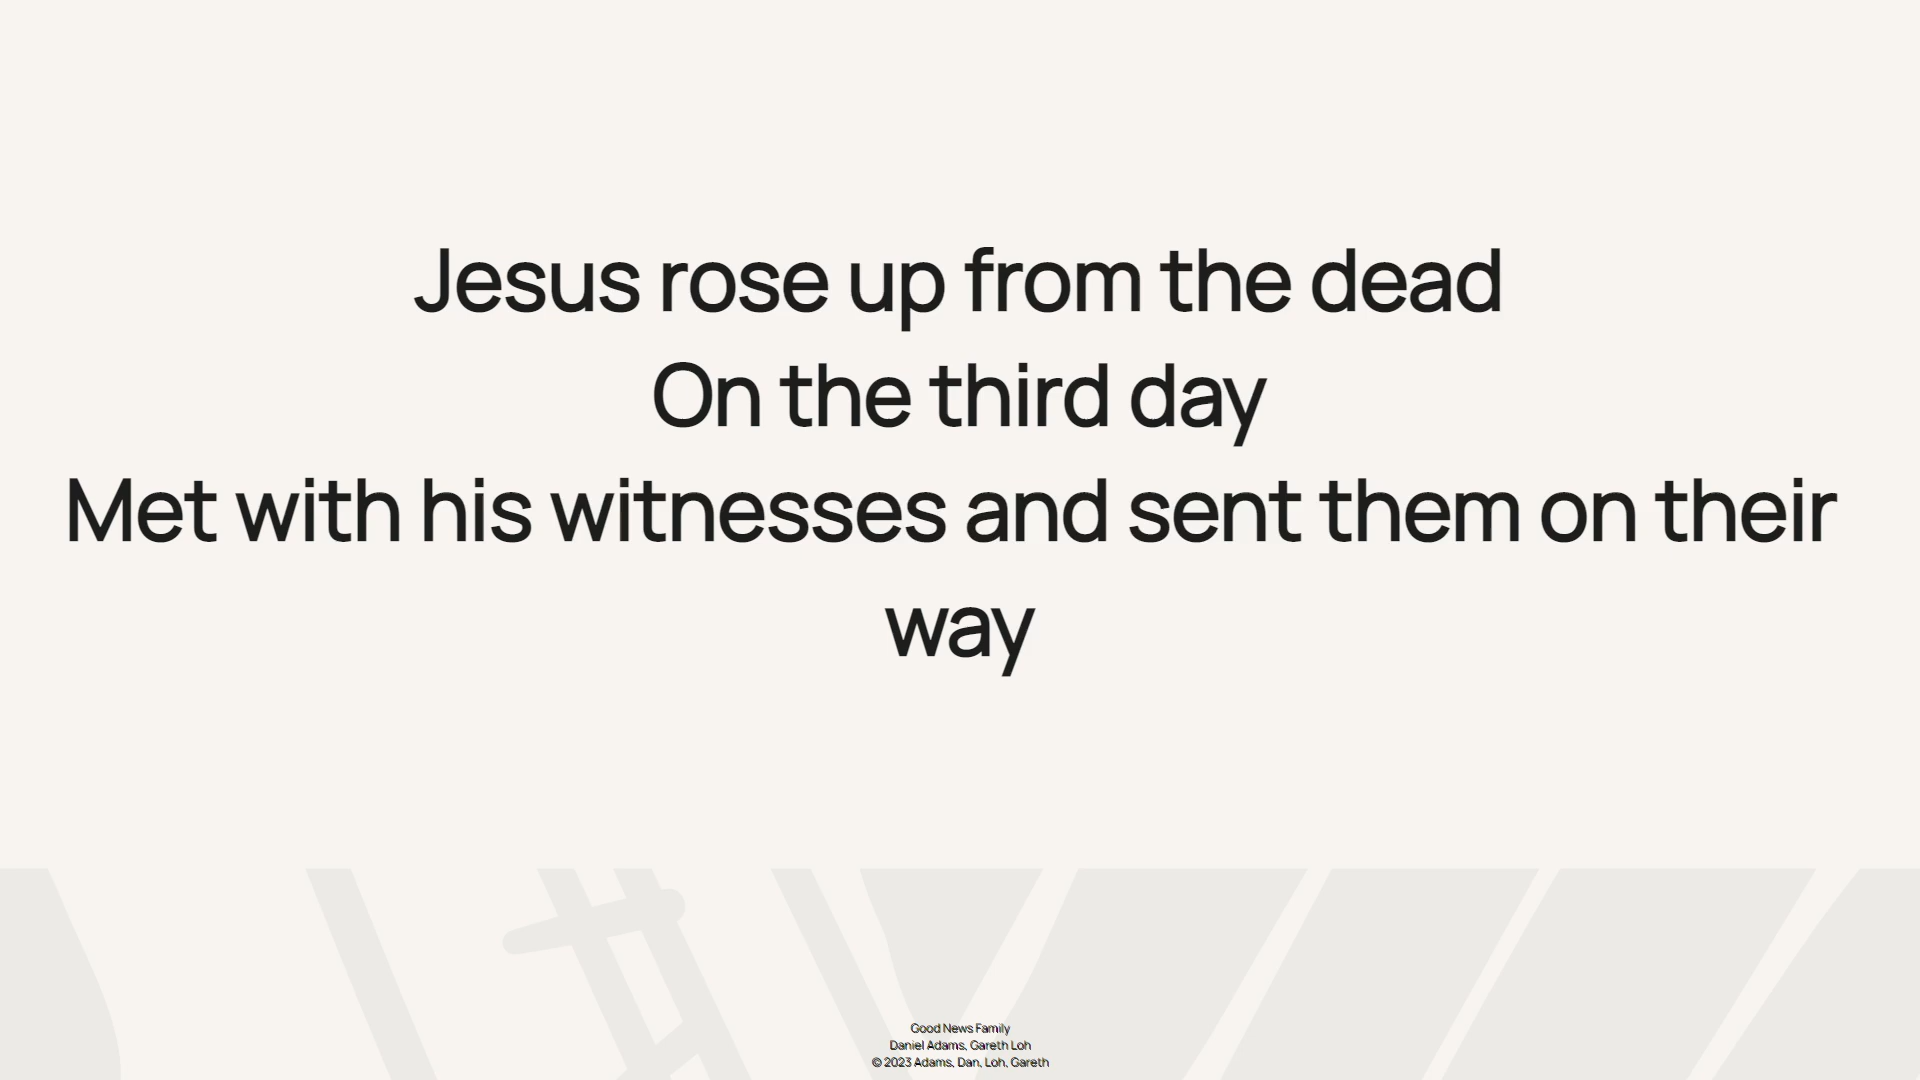 Jesus rose up from the dead
On the third day
Met with his witnesses and sent them on their
way
Good News Family
Daniel Adams, Gareth Loh
© 2023 Adams, Dan, Loh, Gareth